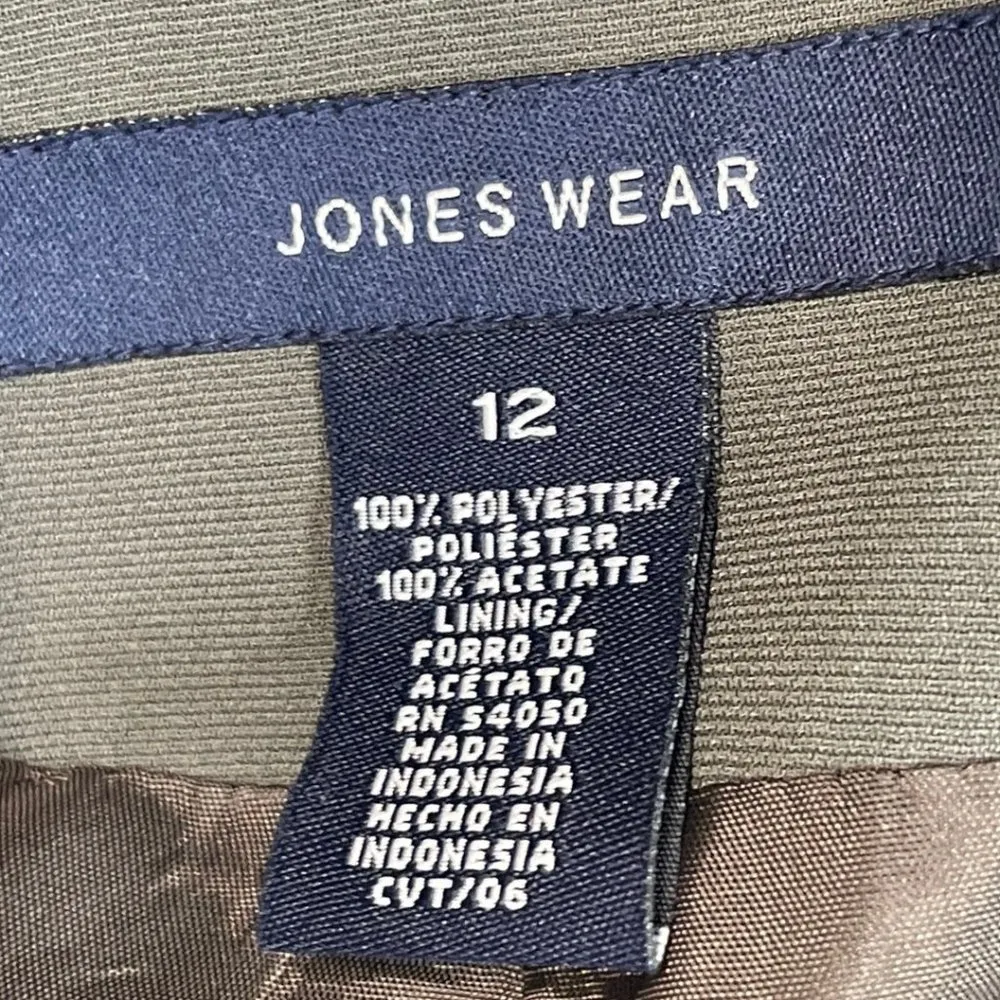 JONES WEAR
12
100% POLYESTER/
POLIÉSTER
100% ACETATE
LINING/
FORRO DE
ACÉTATO
RN 54050
MADE IN
INDONESIA
HECHO EN
INDONESIA
CVT/06